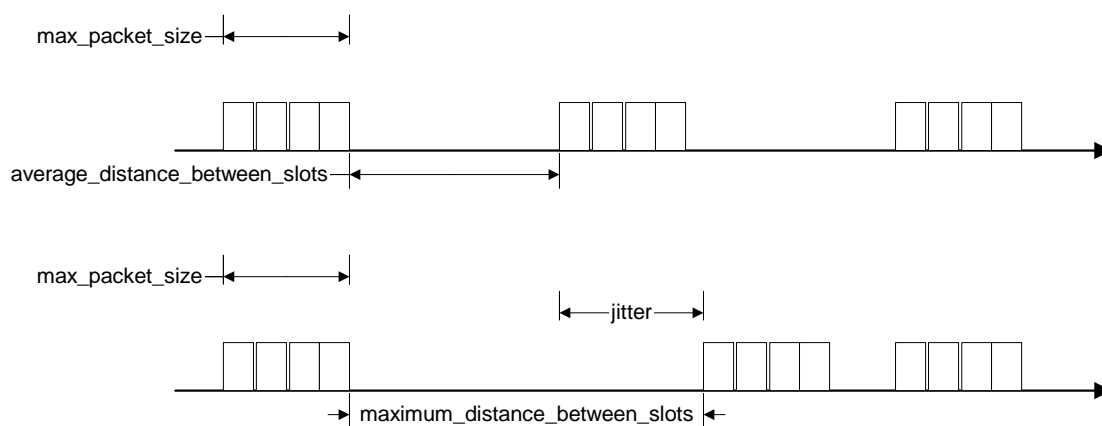 max_packet_size
average_distance_between_slots
max_packet_size
jitter
maximum_distance_between_slots